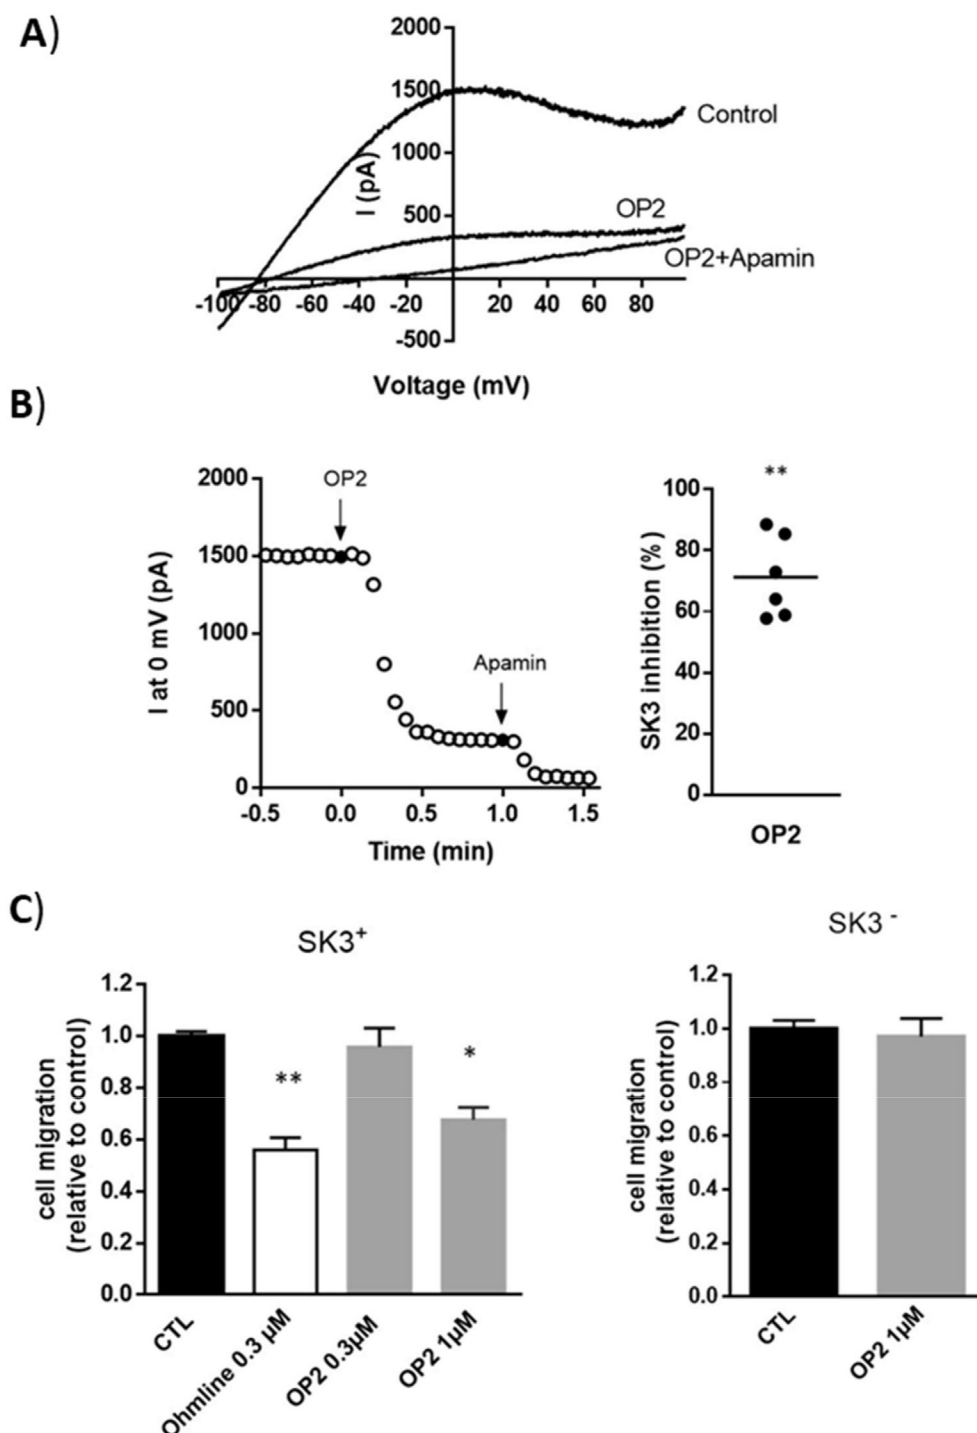 A)
2000
1500
Control
1000
I (pA)
500
OP2
OP2+Apamin
-100 -80 -60 -40 -20 20 40 60 80
-500
Voltage (mV)
B)
2000
1500
1000
500
0
I at 0 mV (pA)
OP2
Apamin
-0.5 0.0 0.5 1.0 1.5
Time (min)
**
100
80
60
40
20
0
SK3 inhibition (%)
OP2
C)
SK3+
1.2
1.0
0.8
0.6
0.4
0.2
0.0
cell migration
(relative to control)
**
*
CTL
Ohmline 0.3 µM
OP2 0.3µM
OP2 1µM
SK3 -
1.2
1.0
0.8
0.6
0.4
0.2
0.0
cell migration
(relative to control)
CTL
OP2 1µM